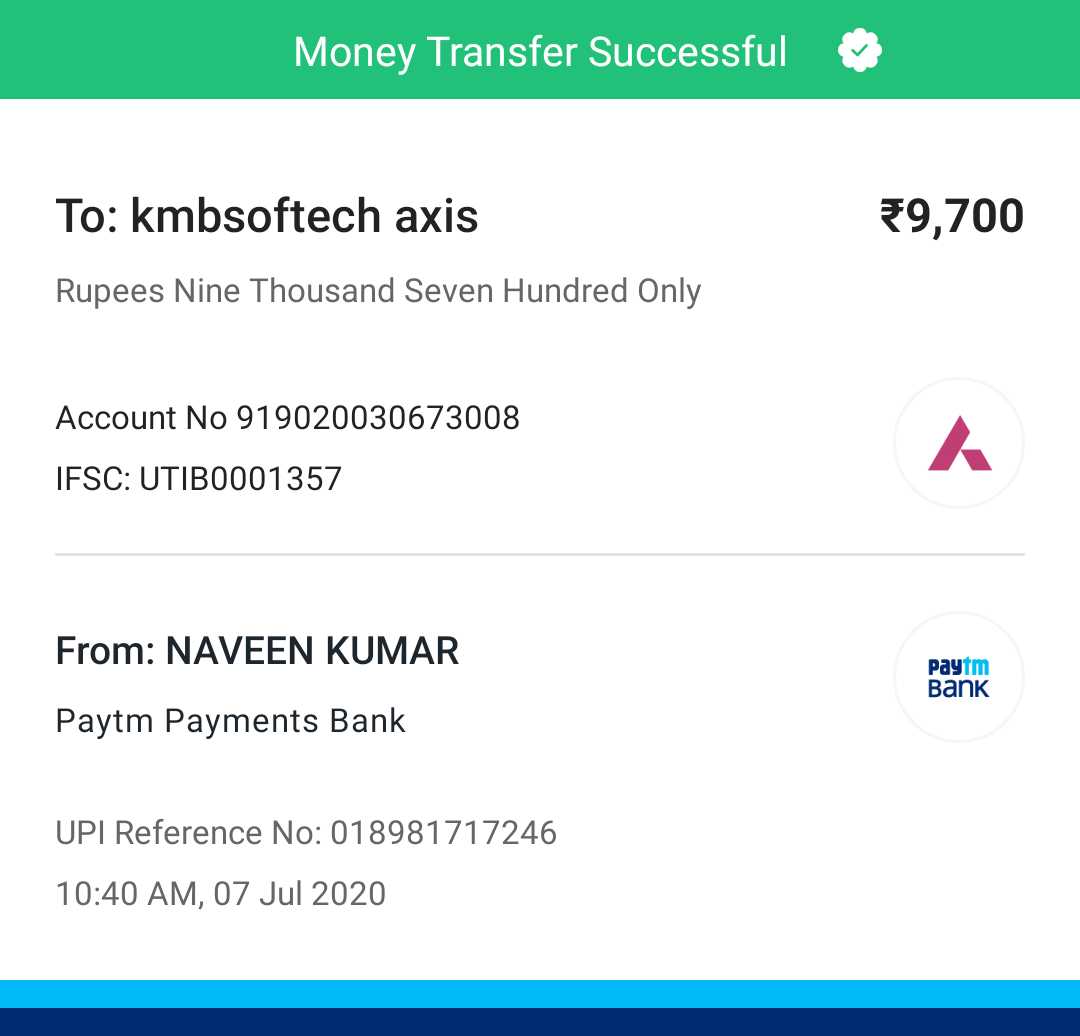 Money Transfer Successful
To: kmbsoftech axis ₹9,700
Rupees Nine Thousand Seven Hundred Only
Account No 919020030673008
IFSC: UTIB0001357
From: NAVEEN KUMAR
paytm
BANK
Paytm Payments Bank
UPI Reference No: 018981717246
10:40 AM, 07 Jul 2020